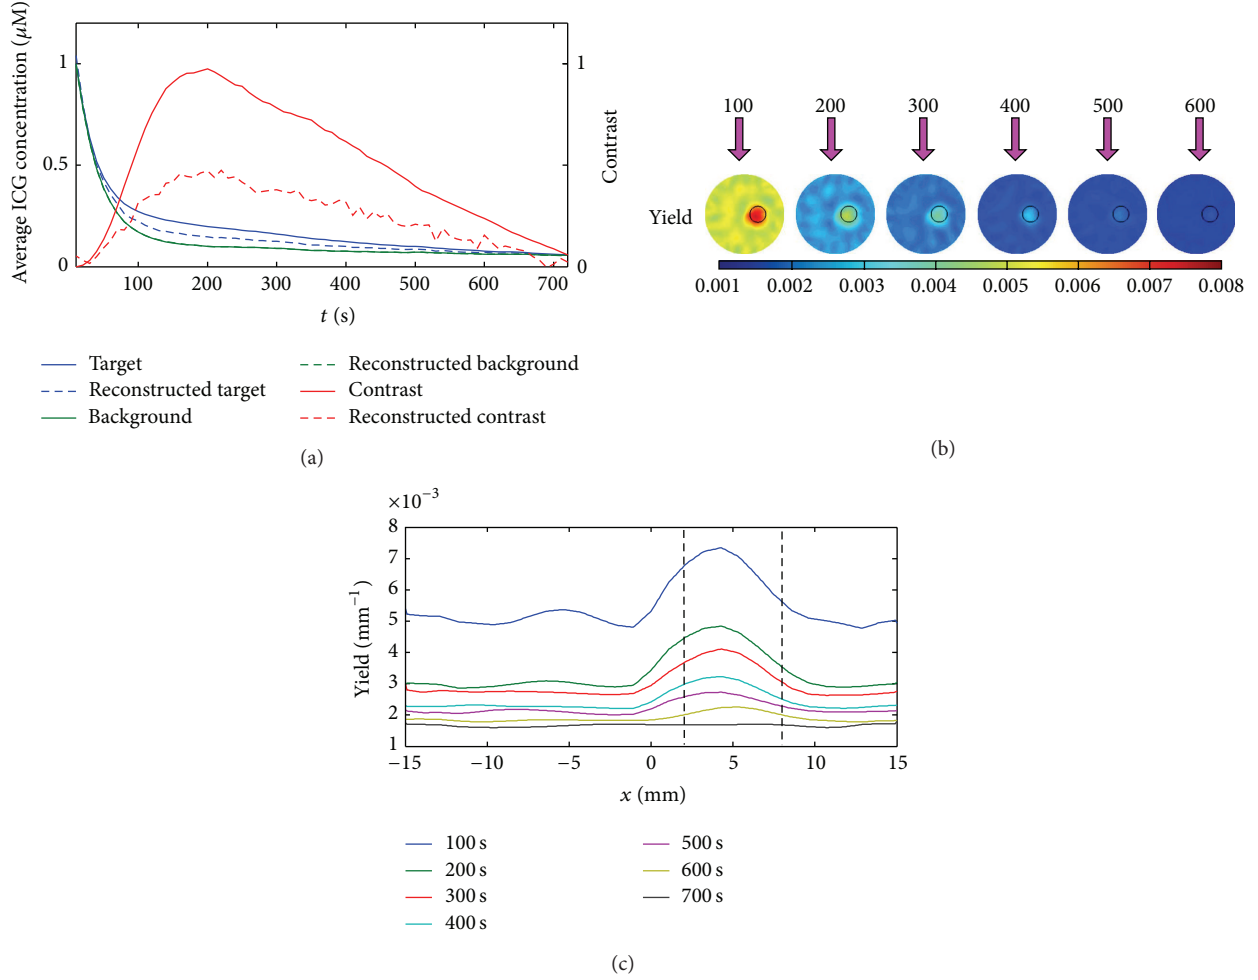 Average ICG concentration (μM)
1
0.5
0
1
0
Contrast
100 200 300 400 500 600 700
t (s)
Target
Reconstructed target
Background
Reconstructed background
Contrast
Reconstructed contrast
(a)
100 200 300 400 500 600
Yield
0.001 0.002 0.003 0.004 0.005 0.006 0.007 0.008
(b)
×10−3
8
7
6
5
4
3
2
1
Yield (mm−1)
−15 −10 −5 0 5 10 15
x (mm)
100 s
200 s
300 s
400 s
500 s
600 s
700 s
(c)